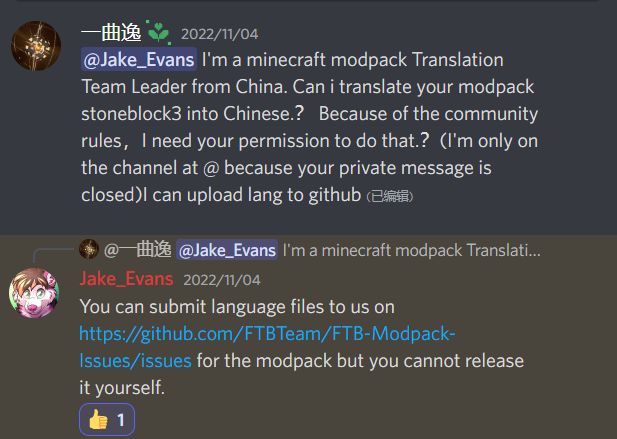 一曲逸 2022/11/04
@Jake_Evans I'm a minecraft modpack Translation
Team Leader from China. Can i translate your modpack
stoneblock3 into Chinese.？ Because of the community
rules，I need your permission to do that.？(I'm only on
the channel at @ because your private message is
closed)I can upload lang to github (已编辑)
@一曲逸 @Jake_Evans I'm a minecraft modpack Translati...
Jake_Evans 2022/11/04
You can submit language files to us on
https://github.com/FTBTeam/FTB-Modpack-
Issues/issues for the modpack but you cannot release
it yourself.
👍 1